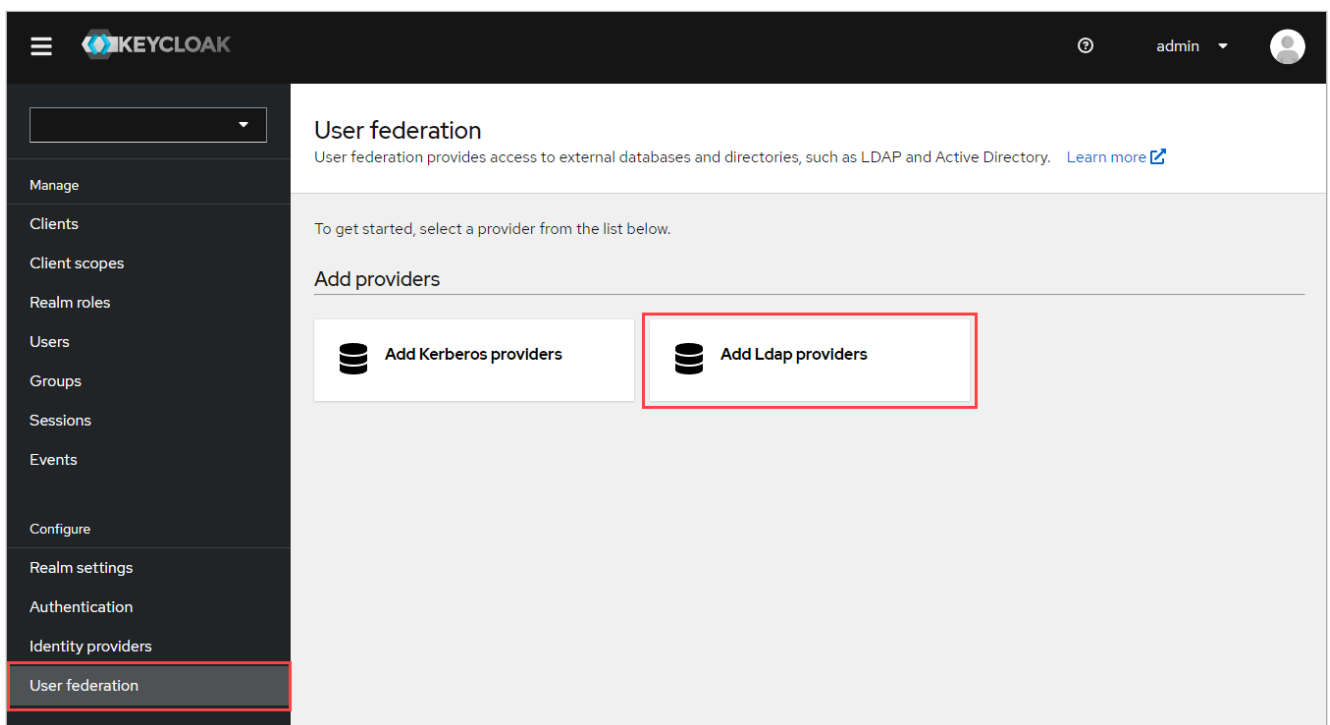 KEYCLOAK
admin
Manage
Clients
Client scopes
Realm roles
Users
Groups
Sessions
Events
Configure
Realm settings
Authentication
Identity providers
User federation
User federation
User federation provides access to external databases and directories, such as LDAP and Active Directory. Learn more
To get started, select a provider from the list below.
Add providers
Add Kerberos providers
Add Ldap providers